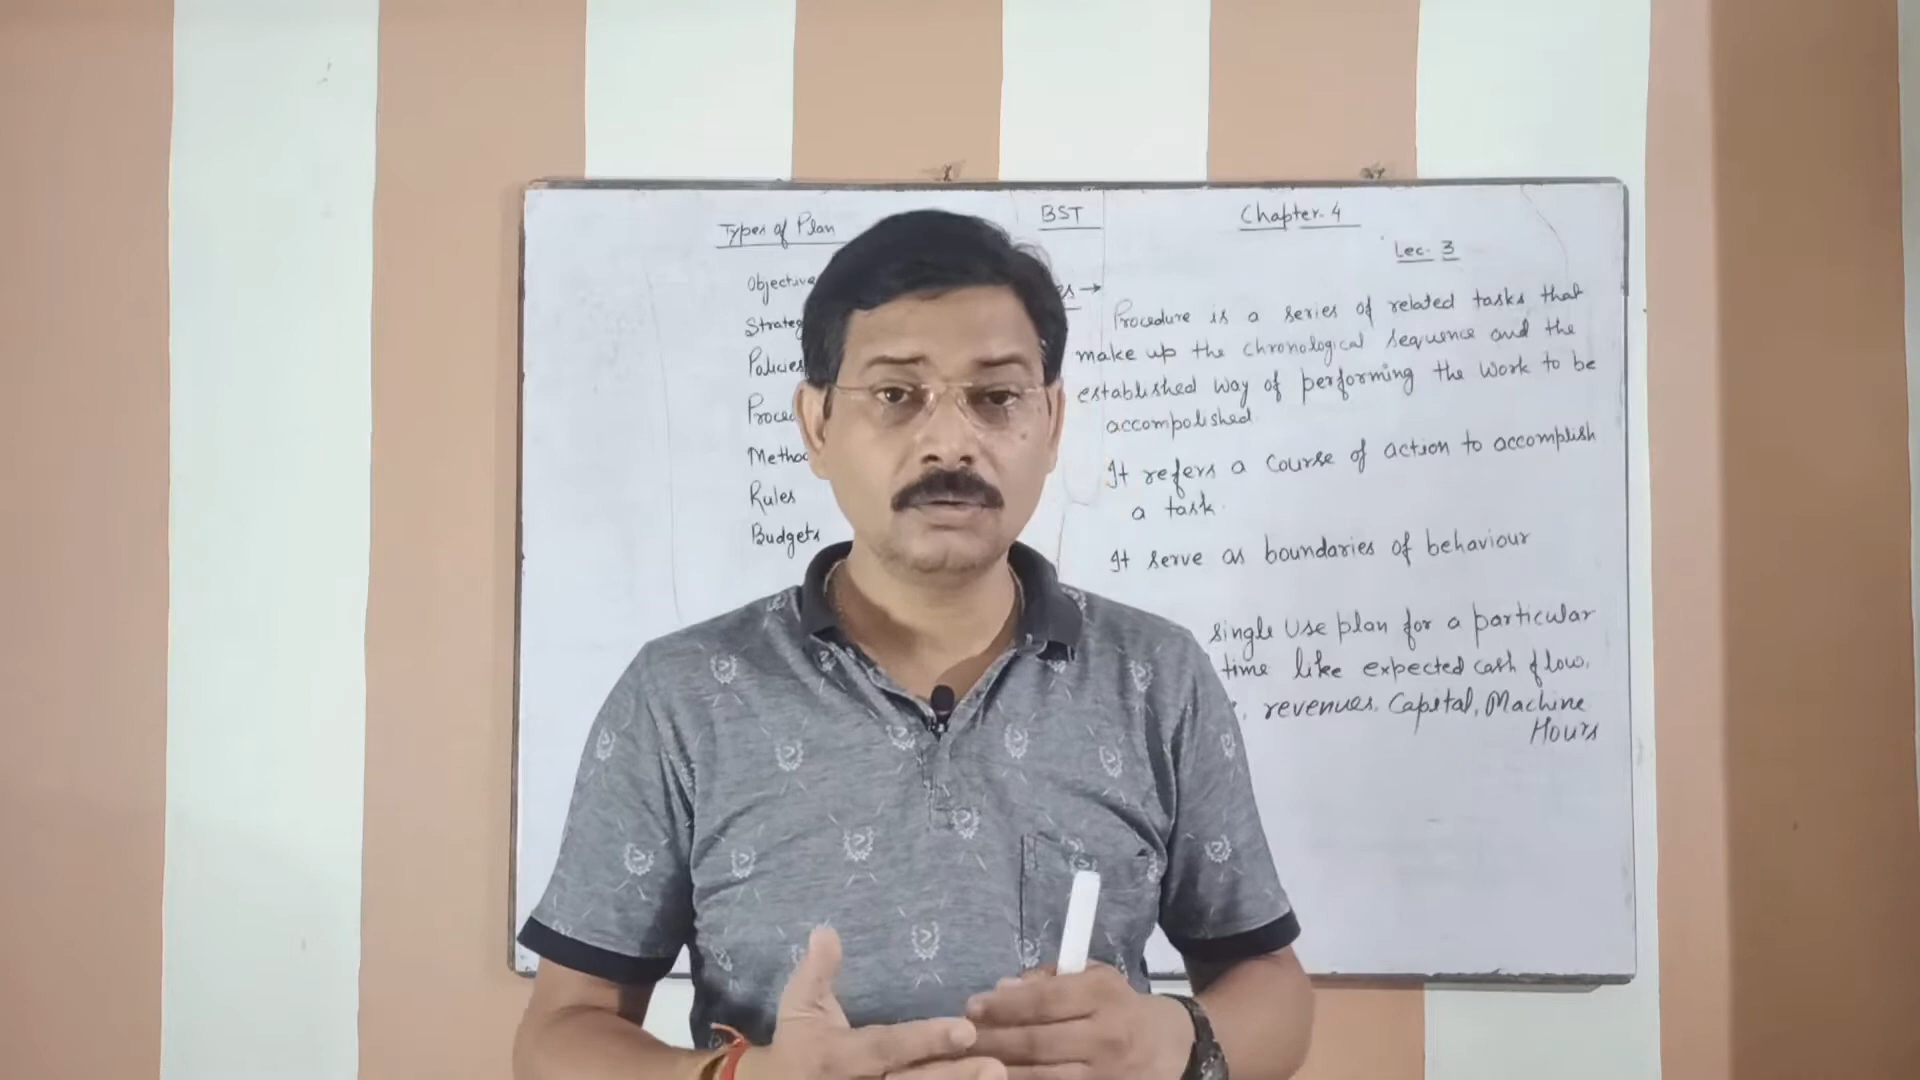 Types of Plan
BST
Chapter. 4
Lec. 3
Objective
Strateg
Policies
Proced
Metho
Rules
Budgets
es →
Procedure is a series of related tasks that
make up the chronological sequence and the
established way of performing the work to be
accompolished.
It refers a course of action to accomplish
a task.
It serve as boundaries of behaviour
single use plan for a particular
time like expected cash flow,
revenues, Capital, Machine
Hours